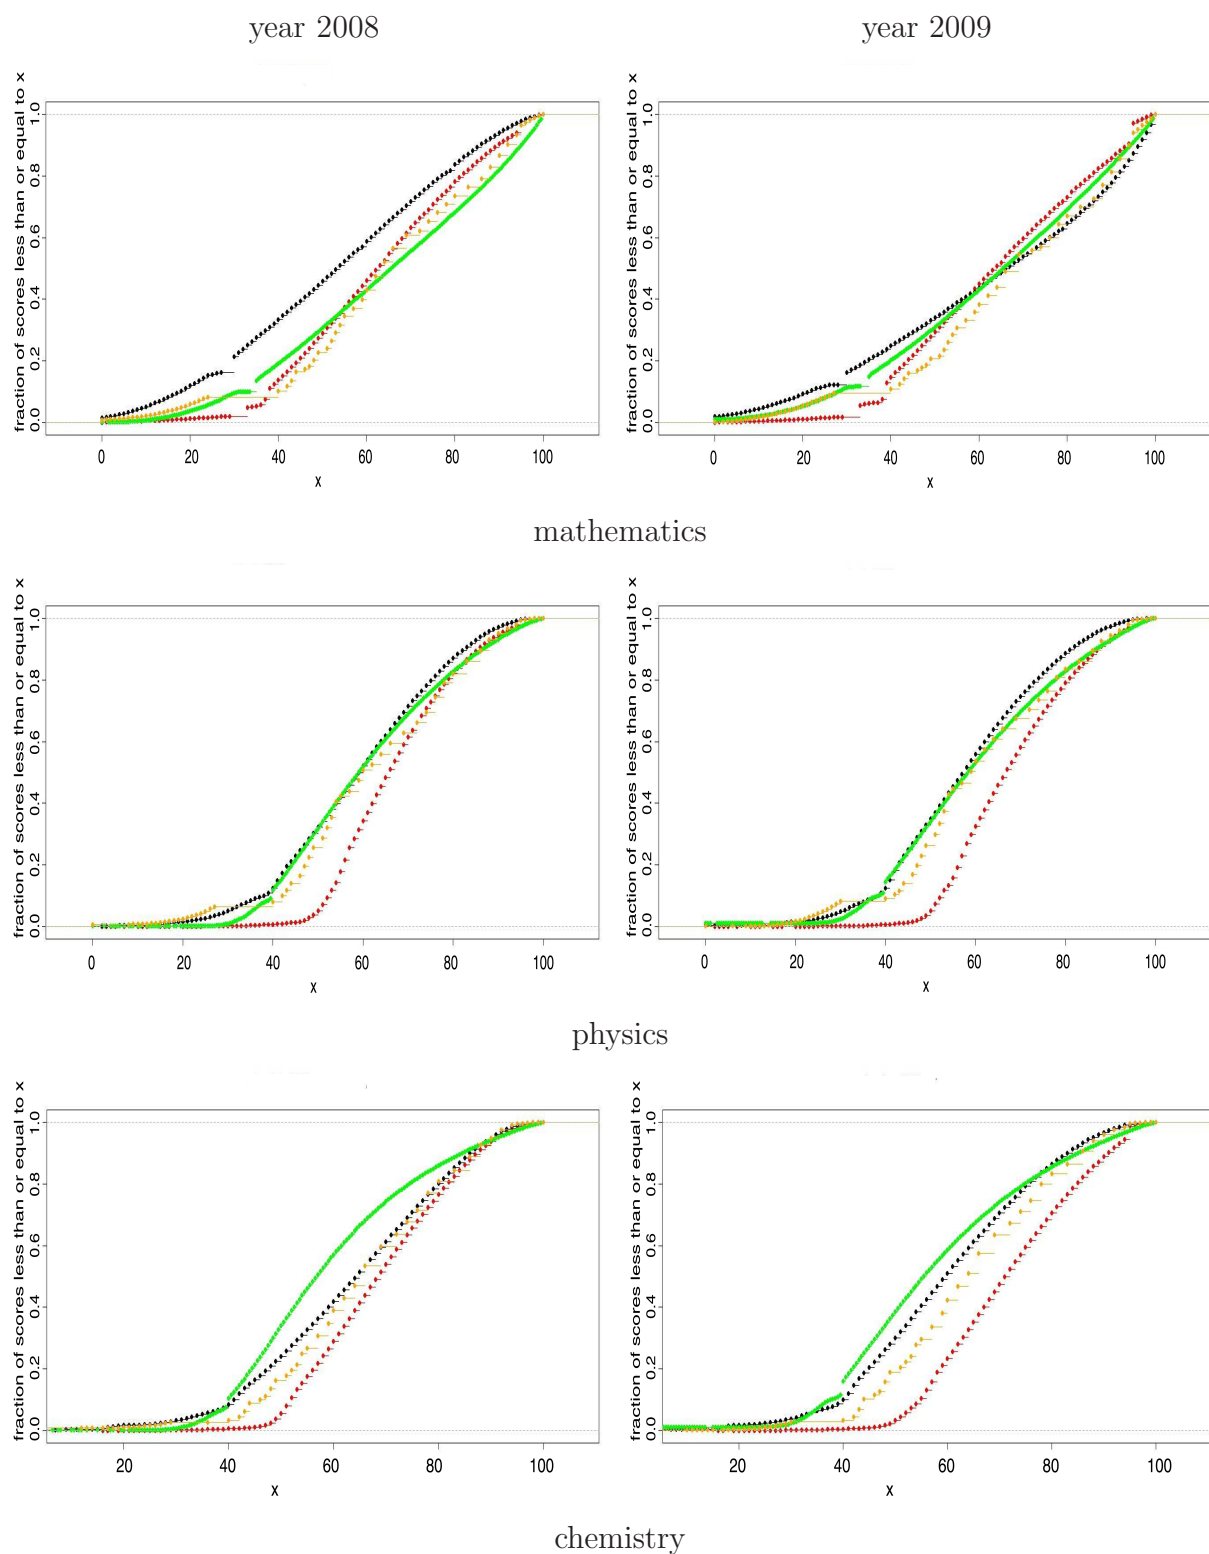 year 2008
year 2009
fraction of scores less than or equal to x
0.0 0.2 0.4 0.6 0.8 1.0
0 20 40 60 80 100
x
fraction of scores less than or equal to x
0.0 0.2 0.4 0.6 0.8 1.0
0 20 40 60 80 100
x
mathematics
fraction of scores less than or equal to x
0.0 0.2 0.4 0.6 0.8 1.0
0 20 40 60 80 100
x
fraction of scores less than or equal to x
0.0 0.2 0.4 0.6 0.8 1.0
0 20 40 60 80 100
x
physics
fraction of scores less than or equal to x
0.0 0.2 0.4 0.6 0.8 1.0
20 40 60 80 100
x
fraction of scores less than or equal to x
0.0 0.2 0.4 0.6 0.8 1.0
20 40 60 80 100
x
chemistry